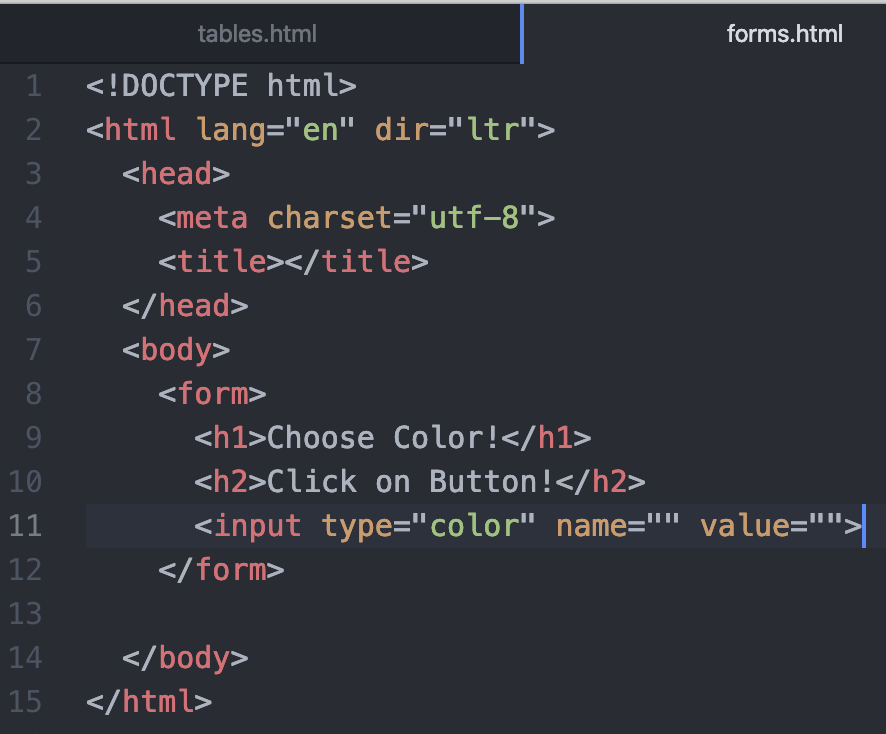 tables.html
forms.html
1 <!DOCTYPE html>
2 <html lang="en" dir="ltr">
3 <head>
4 <meta charset="utf-8">
5 <title></title>
6 </head>
7 <body>
8 <form>
9 <h1>Choose Color!</h1>
10 <h2>Click on Button!</h2>
11 <input type="color" name="" value="">
12 </form>
13
14 </body>
15 </html>